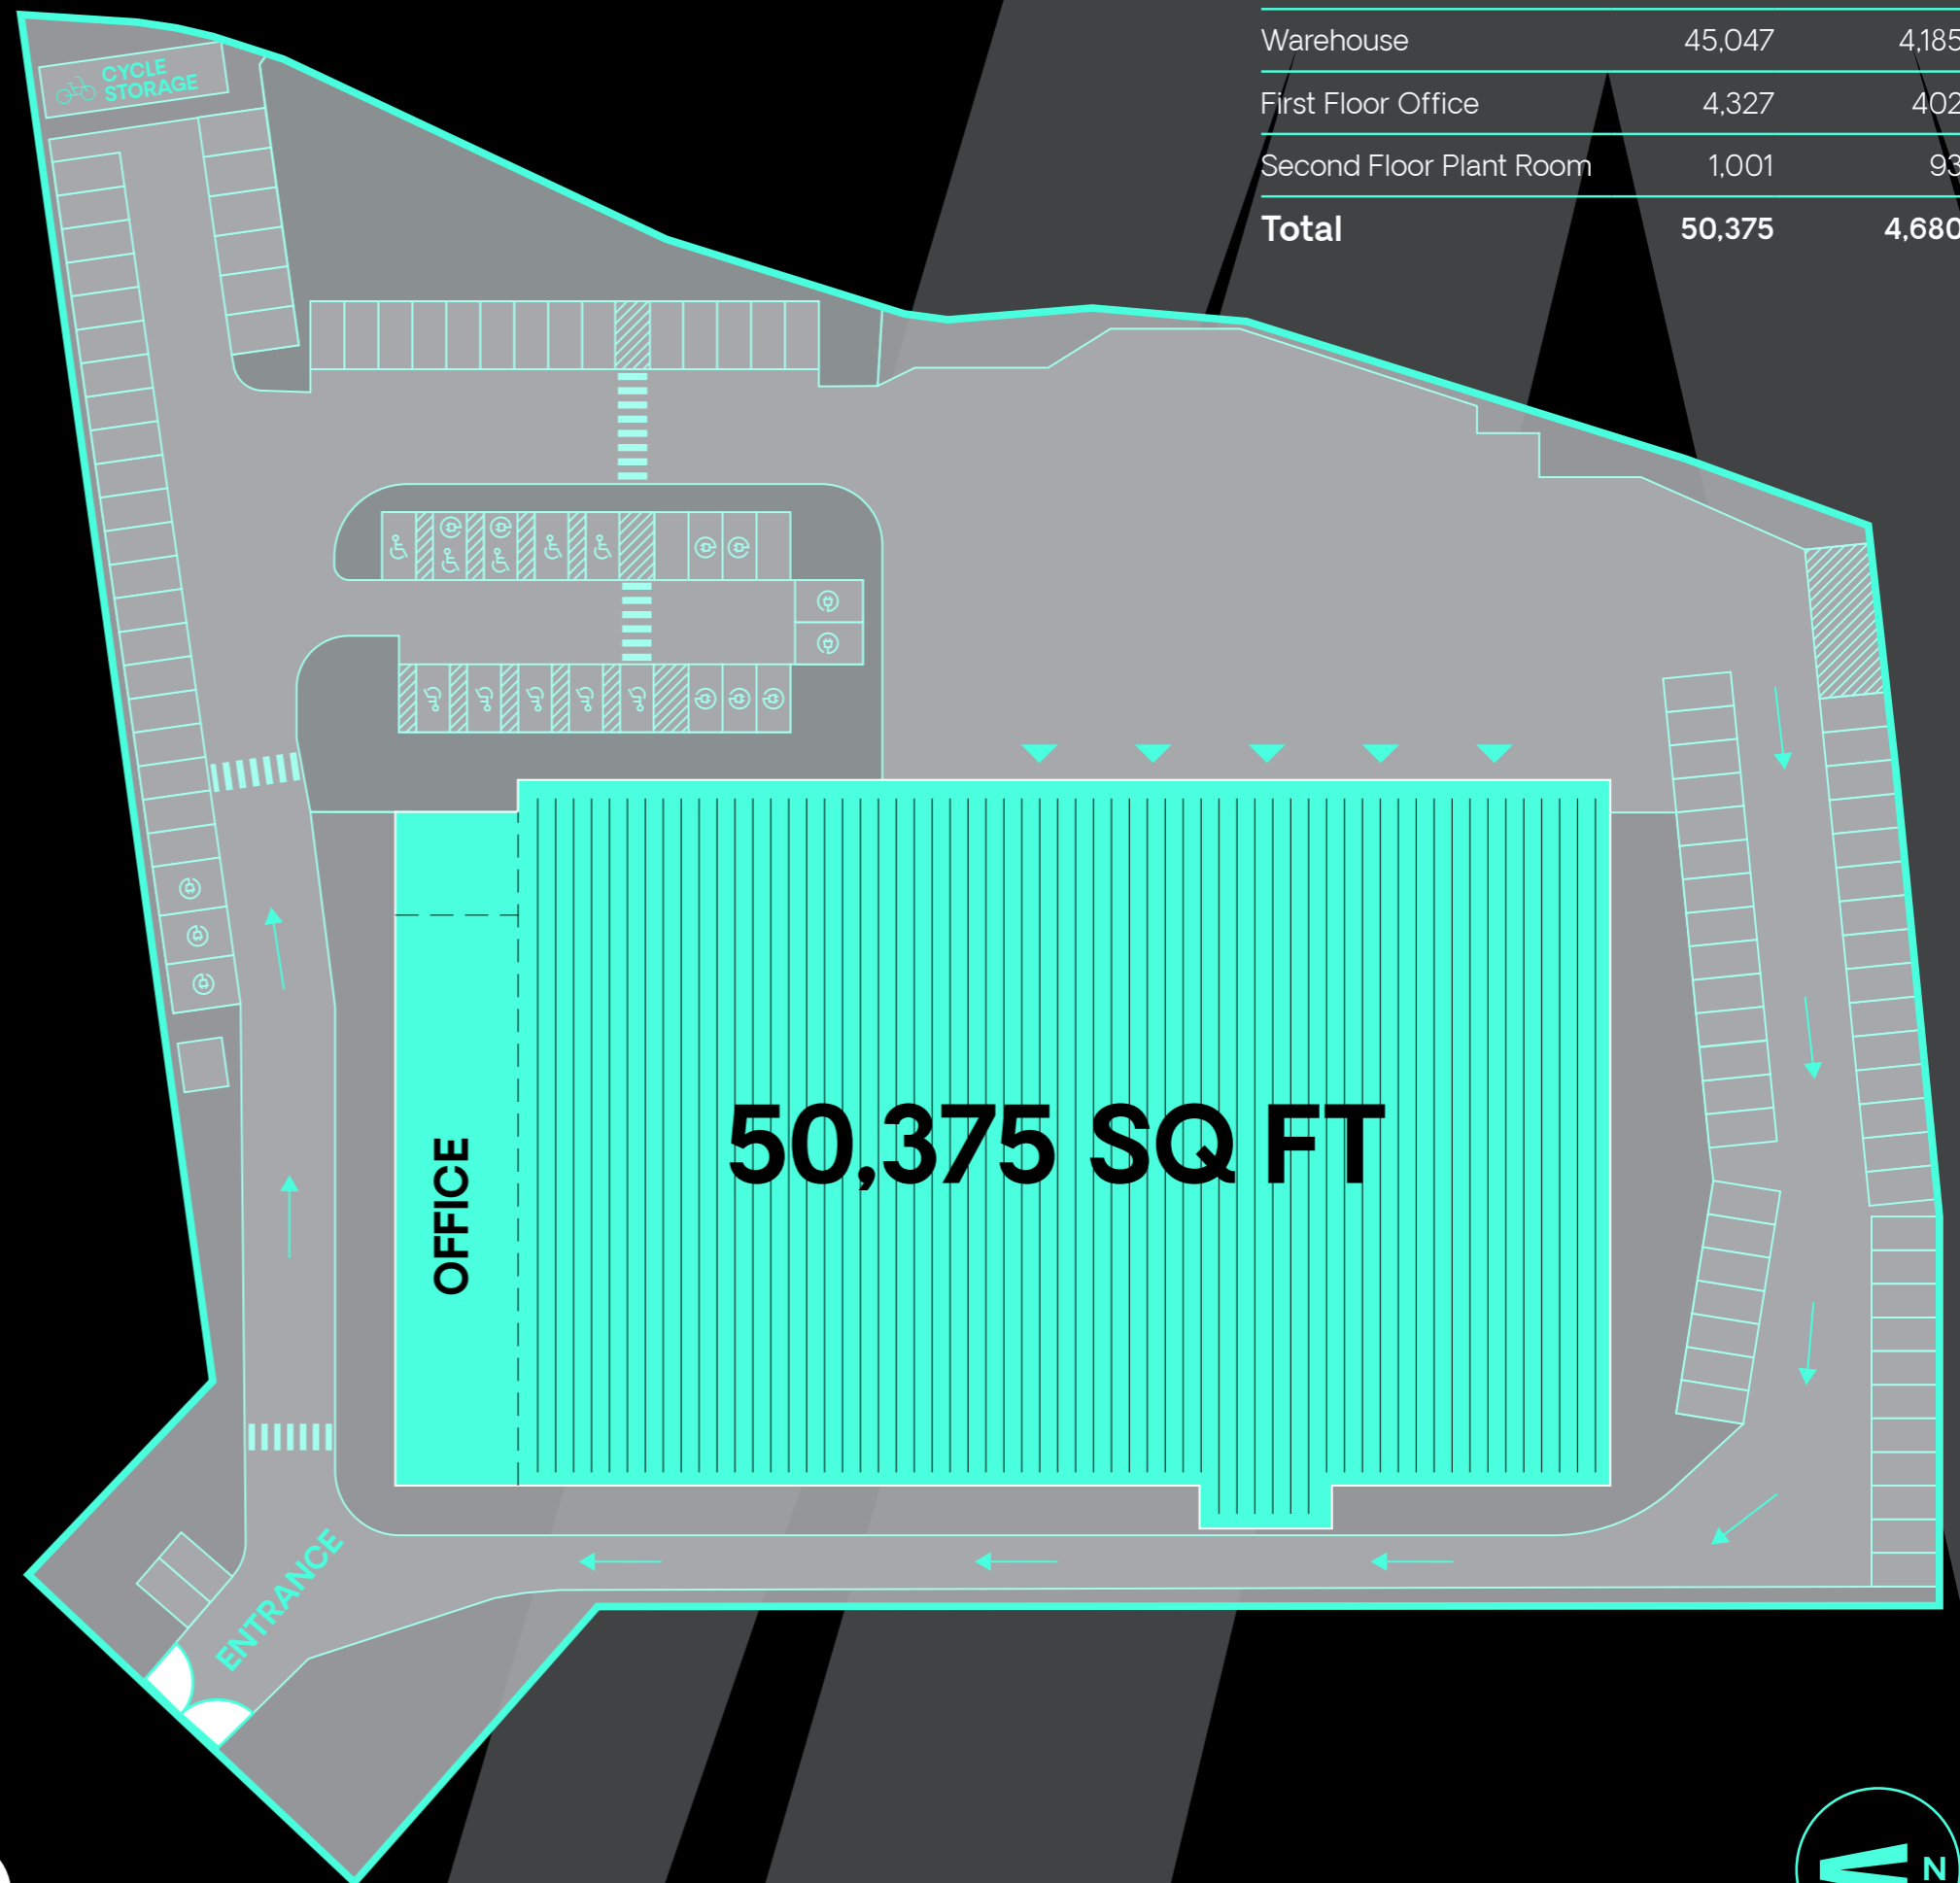 Warehouse 45,047 4,185
First Floor Office 4,327 402
Second Floor Plant Room 1,001 93
Total 50,375 4,680
CYCLE
STORAGE
50,375 SQ FT
OFFICE
ENTRANCE
N